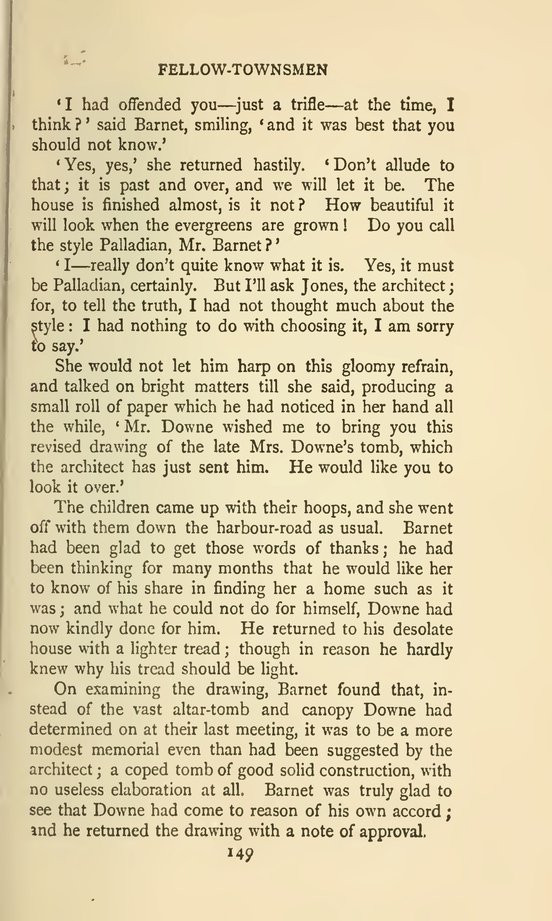 FELLOW-TOWNSMEN
‘I had offended you—just a trifle—at the time, I
think?’ said Barnet, smiling, ‘and it was best that you
should not know.’
‘Yes, yes,’ she returned hastily. ‘Don't allude to
that; it is past and over, and we will let it be. The
house is finished almost, is it not? How beautiful it
will look when the evergreens are grown! Do you call
the style Palladian, Mr. Barnet?’
‘I—really don't quite know what it is. Yes, it must
be Palladian, certainly. But I'll ask Jones, the architect;
for, to tell the truth, I had not thought much about the
style: I had nothing to do with choosing it, I am sorry
to say.’
She would not let him harp on this gloomy refrain,
and talked on bright matters till she said, producing a
small roll of paper which he had noticed in her hand all
the while, ‘Mr. Downe wished me to bring you this
revised drawing of the late Mrs. Downe's tomb, which
the architect has just sent him. He would like you to
look it over.’
The children came up with their hoops, and she went
off with them down the harbour-road as usual. Barnet
had been glad to get those words of thanks; he had
been thinking for many months that he would like her
to know of his share in finding her a home such as it
was; and what he could not do for himself, Downe had
now kindly done for him. He returned to his desolate
house with a lighter tread; though in reason he hardly
knew why his tread should be light.
On examining the drawing, Barnet found that, in-
stead of the vast altar-tomb and canopy Downe had
determined on at their last meeting, it was to be a more
modest memorial even than had been suggested by the
architect; a coped tomb of good solid construction, with
no useless elaboration at all. Barnet was truly glad to
see that Downe had come to reason of his own accord;
and he returned the drawing with a note of approval.
149